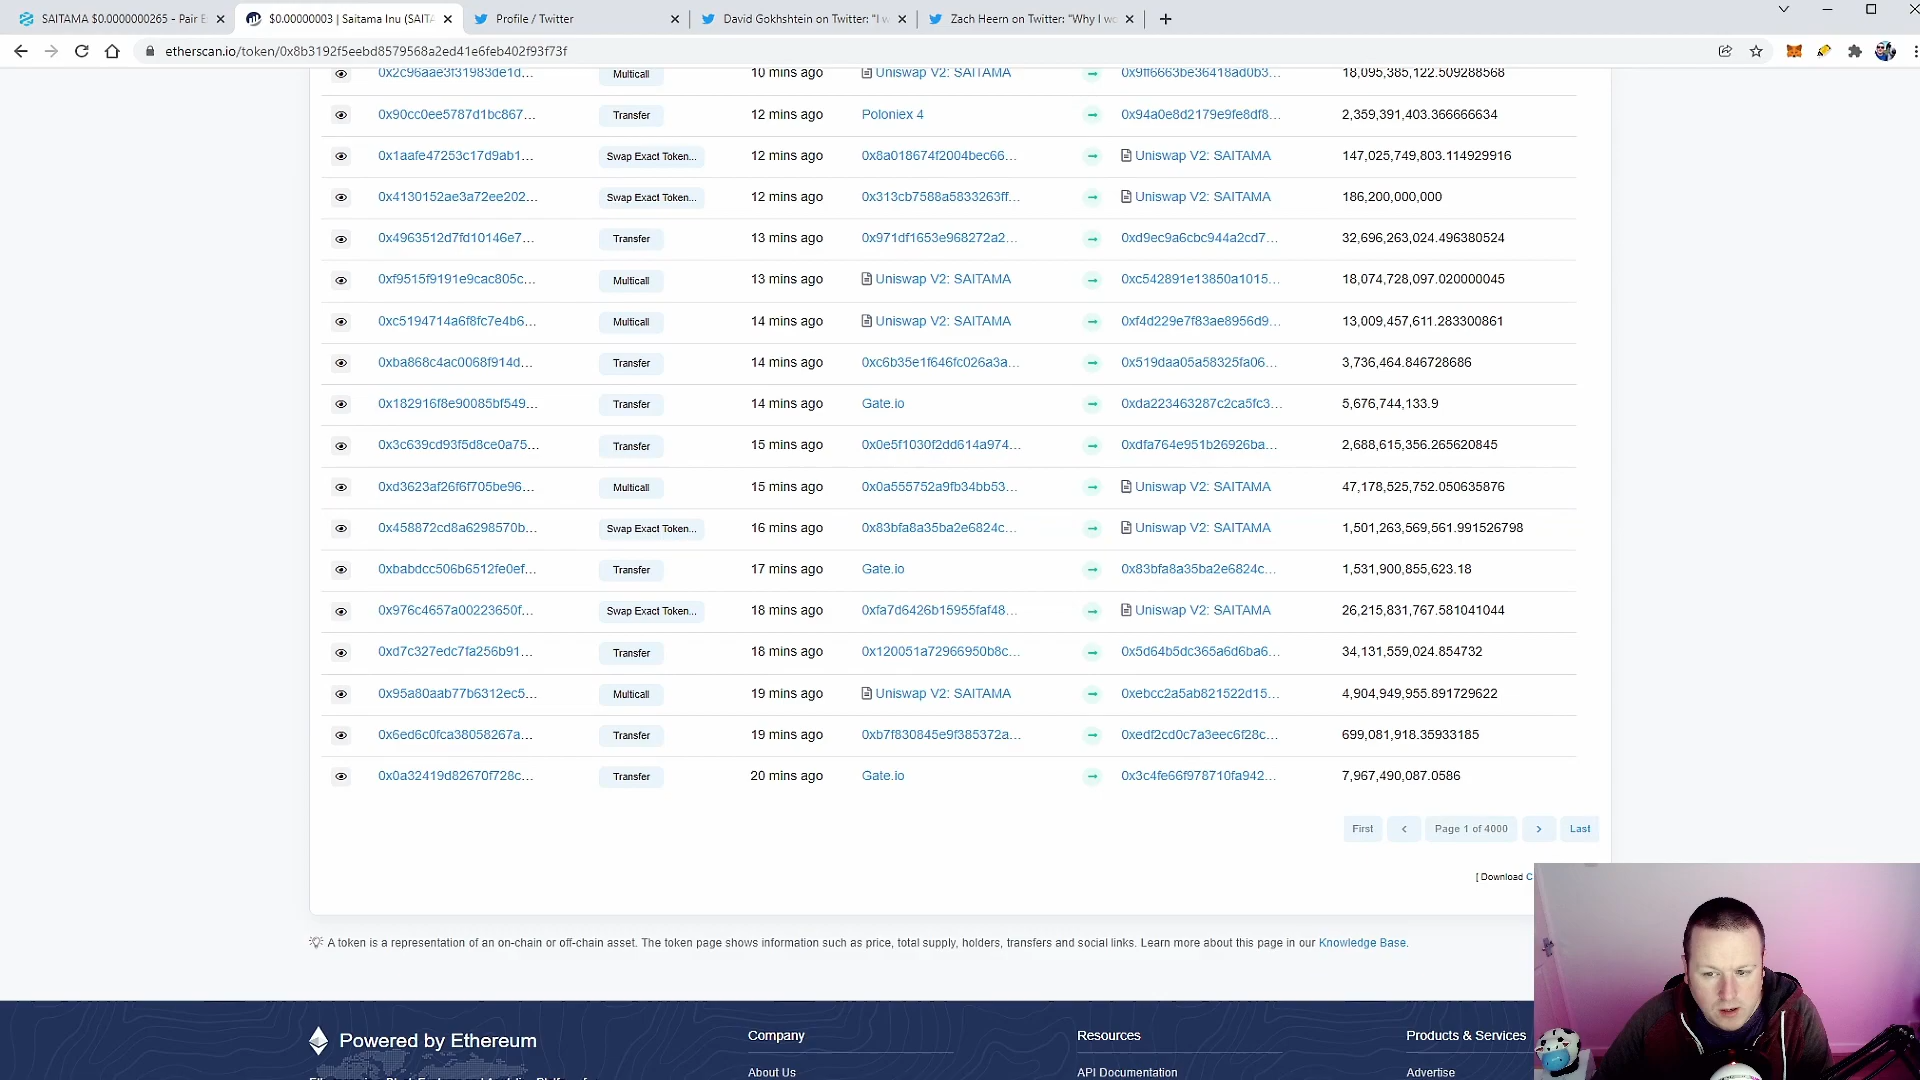 SAITAMA $0.0000000265 - Pair E
$0.00000003 | Saitama Inu (SAITA
Profile / Twitter
David Gokhshtein on Twitter: "I w
Zach Heern on Twitter: "Why I wo
etherscan.io/token/0x8b3192f5eebd8579568a2ed41e6feb402f93f73f
0x2c96aae3f31983de1d... Multicall 10 mins ago Uniswap V2: SAITAMA 0x9ff6663be36418ad0b3... 18,095,385,122.509288568
0x90cc0ee5787d1bc867... Transfer 12 mins ago Poloniex 4 0x94a0e8d2179e9fe8df8... 2,359,391,403.366666634
0x1aafe47253c17d9ab1... Swap Exact Token... 12 mins ago 0x8a018674f2004bec66... Uniswap V2: SAITAMA 147,025,749,803.114929916
0x4130152ae3a72ee202... Swap Exact Token... 12 mins ago 0x313cb7588a5833263ff... Uniswap V2: SAITAMA 186,200,000,000
0x4963512d7fd10146e7... Transfer 13 mins ago 0x971df1653e968272a2... 0xd9ec9a6cbc944a2cd7... 32,696,263,024.496380524
0xf9515f9191e9cac805c... Multicall 13 mins ago Uniswap V2: SAITAMA 0xc542891e13850a1015... 18,074,728,097.020000045
0xc5194714a6f8fc7e4b6... Multicall 14 mins ago Uniswap V2: SAITAMA 0xf4d229e7f83ae8956d9... 13,009,457,611.283300861
0xba868c4ac0068f914d... Transfer 14 mins ago 0xc6b35e1f646fc026a3a... 0x519daa05a58325fa06... 3,736,464.846728686
0x182916f8e90085bf549... Transfer 14 mins ago Gate.io 0xda223463287c2ca5fc3... 5,676,744,133.9
0x3c639cd93f5d8ce0a75... Transfer 15 mins ago 0x0e5f1030f2dd614a974... 0xdfa764e951b26926ba... 2,688,615,356.265620845
0xd3623af26f6f705be96... Multicall 15 mins ago 0x0a555752a9fb34bb53... Uniswap V2: SAITAMA 47,178,525,752.050635876
0x458872cd8a6298570b... Swap Exact Token... 16 mins ago 0x83bfa8a35ba2e6824c... Uniswap V2: SAITAMA 1,501,263,569,561.991526798
0xbabdcc506b6512fe0ef... Transfer 17 mins ago Gate.io 0x83bfa8a35ba2e6824c... 1,531,900,855,623.18
0x976c4657a00223650f... Swap Exact Token... 18 mins ago 0xfa7d6426b15955faf48... Uniswap V2: SAITAMA 26,215,831,767.581041044
0xd7c327edc7fa256b91... Transfer 18 mins ago 0x120051a72966950b8c... 0x5d64b5dc365a6d6ba6... 34,131,559,024.854732
0x95a80aab77b6312ec5... Multicall 19 mins ago Uniswap V2: SAITAMA 0xebcc2a5ab821522d15... 4,904,949,955.891729622
0x6ed6c0fca38058267a... Transfer 19 mins ago 0xb7f830845e9f385372a... 0xedf2cd0c7a3eec6f28c... 699,081,918.35933185
0x0a32419d82670f728c... Transfer 20 mins ago Gate.io 0x3c4fe66f978710fa942... 7,967,490,087.0586
First Page 1 of 4000 Last
[ Download C
A token is a representation of an on-chain or off-chain asset. The token page shows information such as price, total supply, holders, transfers and social links. Learn more about this page in our Knowledge Base.
Powered by Ethereum
Company
Resources
Products & Services
About Us
API Documentation
Advertise